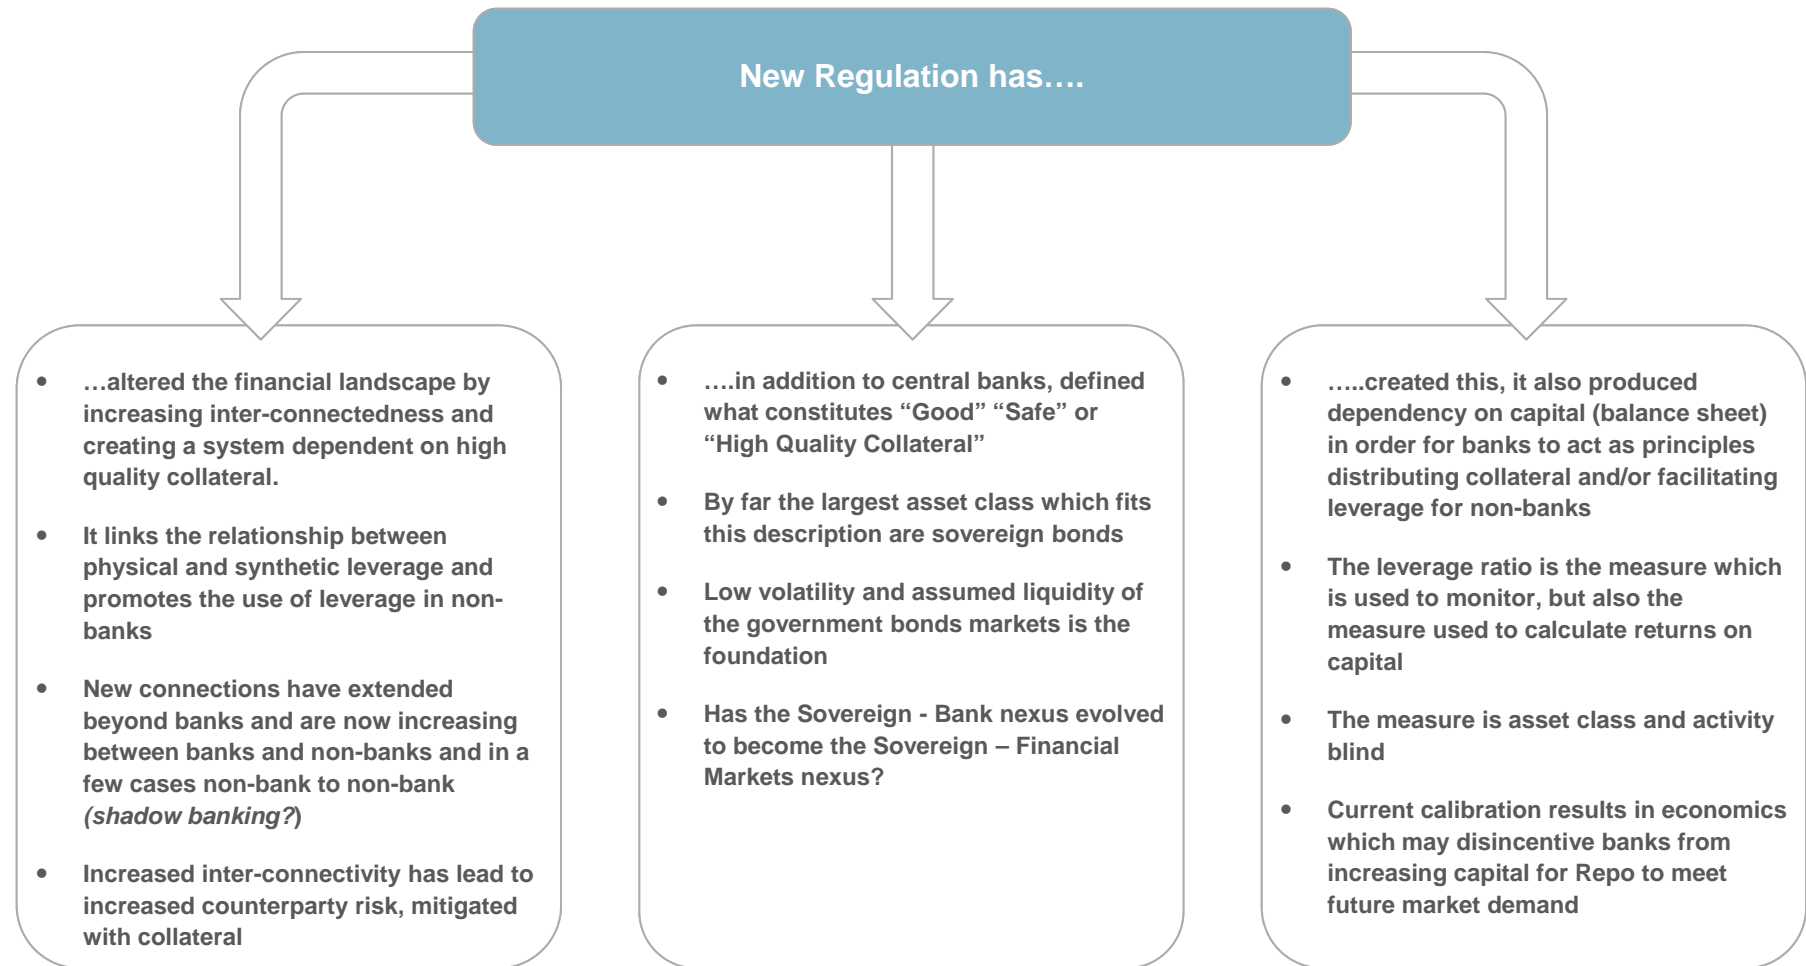 New Regulation has….
• …altered the financial landscape by
increasing inter-connectedness and
creating a system dependent on high
quality collateral.
• It links the relationship between
physical and synthetic leverage and
promotes the use of leverage in non-
banks
• New connections have extended
beyond banks and are now increasing
between banks and non-banks and in a
few cases non-bank to non-bank
(shadow banking?)
• Increased inter-connectivity has lead to
increased counterparty risk, mitigated
with collateral
• ….in addition to central banks, defined
what constitutes “Good” “Safe” or
“High Quality Collateral”
• By far the largest asset class which fits
this description are sovereign bonds
• Low volatility and assumed liquidity of
the government bonds markets is the
foundation
• Has the Sovereign - Bank nexus evolved
to become the Sovereign – Financial
Markets nexus?
• …..created this, it also produced
dependency on capital (balance sheet)
in order for banks to act as principles
distributing collateral and/or facilitating
leverage for non-banks
• The leverage ratio is the measure which
is used to monitor, but also the
measure used to calculate returns on
capital
• The measure is asset class and activity
blind
• Current calibration results in economics
which may disincentive banks from
increasing capital for Repo to meet
future market demand